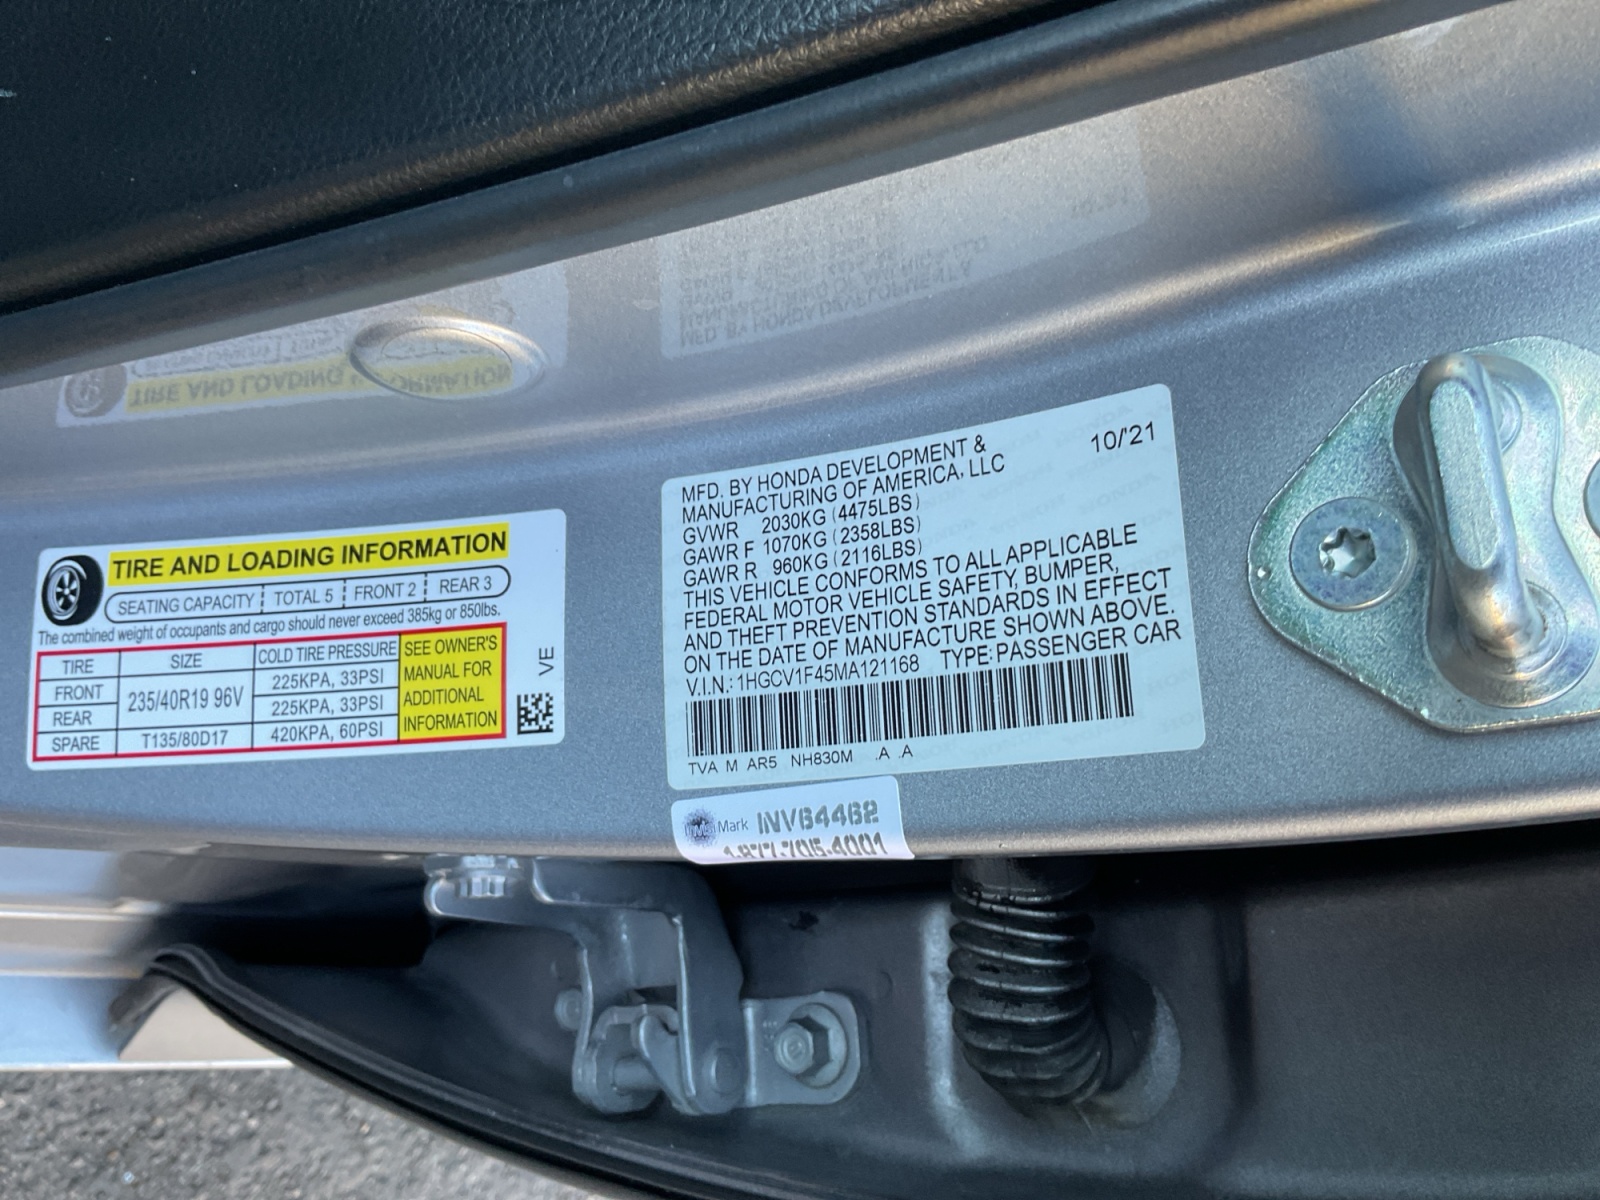 TIRE AND LOADING INFORMATION
SEATING CAPACITY TOTAL 5 FRONT 2 REAR 3
The combined weight of occupants and cargo should never exceed 385kg or 850lbs.
TIRE SIZE COLD TIRE PRESSURE
FRONT 235/40R19 96V 225KPA, 33PSI
REAR 225KPA, 33PSI
SPARE T135/80D17 420KPA, 60PSI
SEE OWNER'S
MANUAL FOR
ADDITIONAL
INFORMATION
VE
MFD. BY HONDA DEVELOPMENT & 10/'21
MANUFACTURING OF AMERICA, LLC
GVWR 2030KG (4475LBS)
GAWR F 1070KG (2358LBS)
GAWR R 960KG (2116LBS)
THIS VEHICLE CONFORMS TO ALL APPLICABLE
FEDERAL MOTOR VEHICLE SAFETY, BUMPER,
AND THEFT PREVENTION STANDARDS IN EFFECT
ON THE DATE OF MANUFACTURE SHOWN ABOVE.
V.I.N.: 1HGCV1F45MA121168 TYPE: PASSENGER CAR
TVA M AR5 NH830M .A .A
Mark INV64462
1-877-705-4001